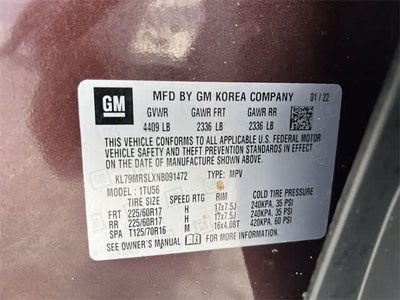 GM
MFD BY GM KOREA COMPANY 01/22
GVWR GAWR FRT GAWR RR
4409 LB 2336 LB 2336 LB
THIS VEHICLE CONFORMS TO ALL APPLICABLE U.S. FEDERAL MOTOR
VEHICLE SAFETY, BUMPER, AND THEFT PREVENTION STANDARDS IN
EFFECT ON THE DATE OF MANUFACTURE SHOWN ABOVE.
KL79MRSLXNB091472 TYPE: MPV
MODEL: 1TU56
TIRE SIZE SPEED RTG RIM COLD TIRE PRESSURE
FRT 225/60R17 H 17x7.5J 240KPA, 35 PSI
RR 225/60R17 H 17x7.5J 240KPA, 35 PSI
SPA T125/70R16 M 16x4.0BT 420KPA, 60 PSI
SEE OWNER'S MANUAL FOR ADDITIONAL INFORMATION.